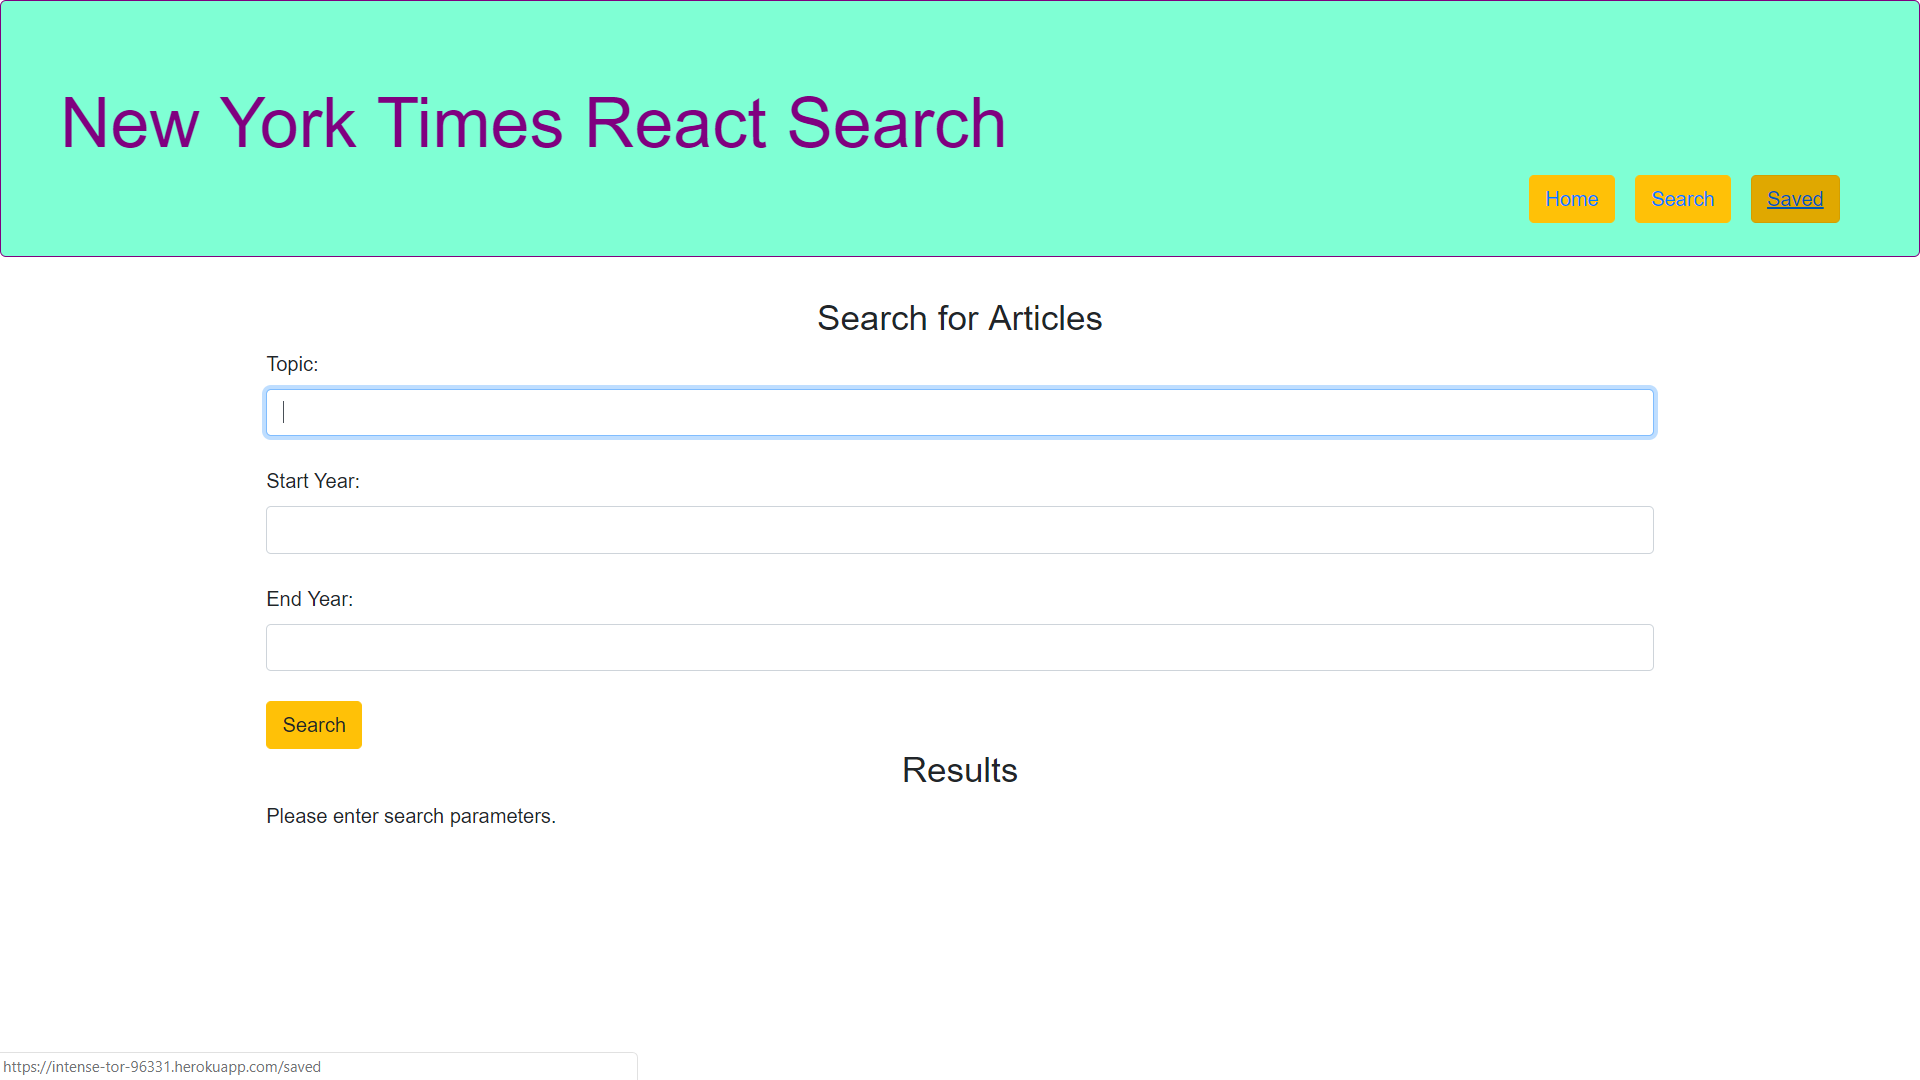 New York Times React Search
Home Search Saved
Search for Articles
Topic:
Start Year:
End Year:
Search
Results
Please enter search parameters.
https://intense-tor-96331.herokuapp.com/saved